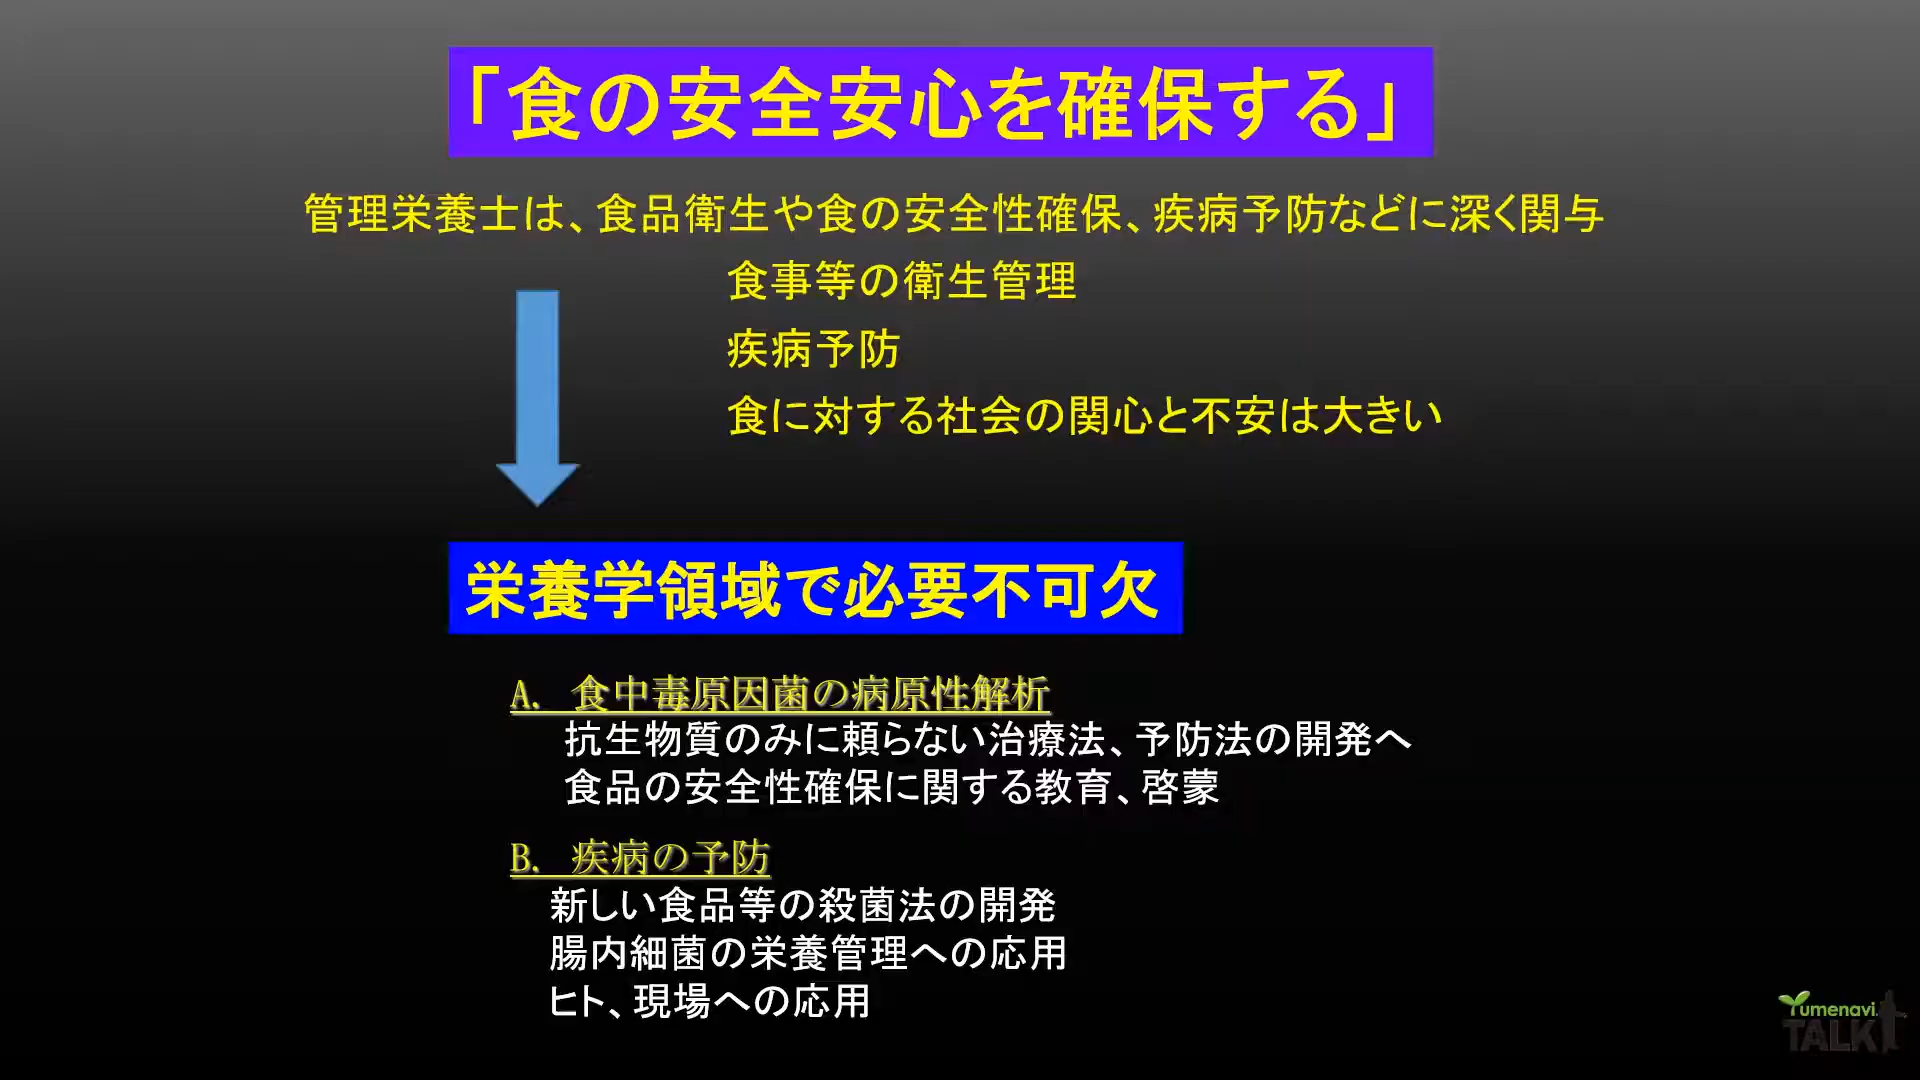 「食の安全安心を確保する」
管理栄養士は、食品衛生や食の安全性確保、疾病予防などに深く関与
食事等の衛生管理
疾病予防
食に対する社会の関心と不安は大きい
栄養学領域で必要不可欠
A. 食中毒原因菌の病原性解析
抗生物質のみに頼らない治療法、予防法の開発へ
食品の安全性確保に関する教育、啓蒙
B. 疾病の予防
新しい食品等の殺菌法の開発
腸内細菌の栄養管理への応用
ヒト、現場への応用
Yumenavi
TALK